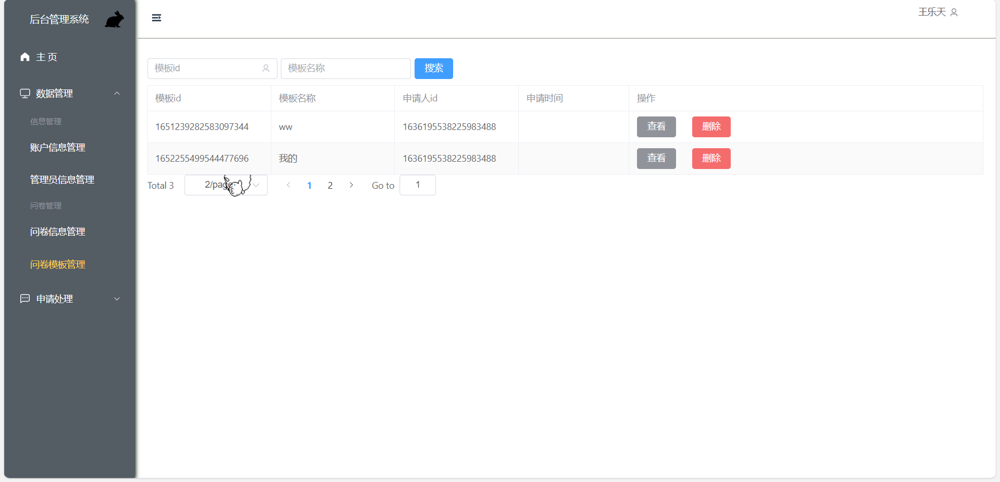 后台管理系统
王乐天
主 页
数据管理
信息管理
账户信息管理
管理员信息管理
问卷管理
问卷信息管理
问卷模板管理
申请处理
模板id 模板名称 搜索
模板id 模板名称 申请人id 申请时间 操作
1651239282583097344 ww 1636195538225983488 查看 删除
1652255499544477696 我的 1636195538225983488 查看 删除
Total 3 2/page 1 2 Go to 1